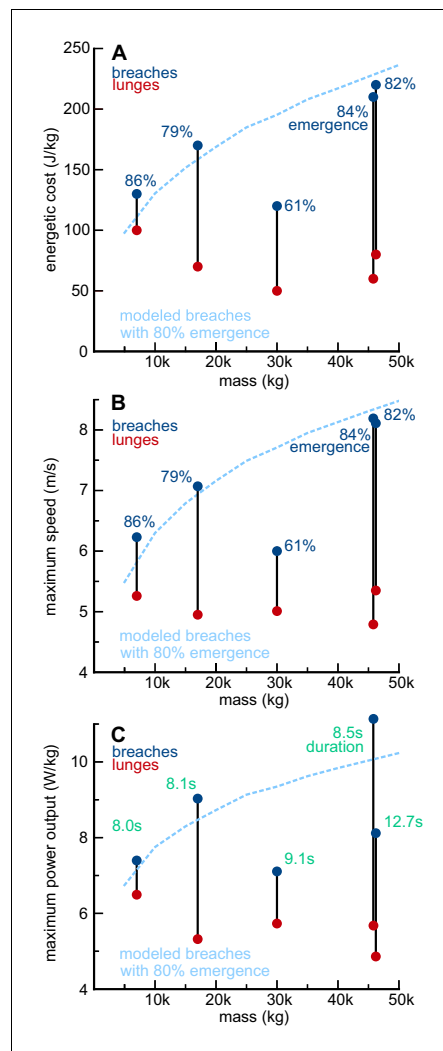 A
breaches
lunges
250
200
150
100
50
0
energetic cost (J/kg)
86%
79%
61%
84%
emergence
82%
modeled breaches
with 80% emergence
10k
20k
30k
40k
50k
mass (kg)
B
breaches
lunges
8
7
6
5
4
maximum speed (m/s)
86%
79%
61%
84%
emergence
82%
modeled breaches
with 80% emergence
10k
20k
30k
40k
50k
mass (kg)
C
breaches
lunges
10
8
6
4
maximum power output (W/kg)
8.0s
8.1s
9.1s
8.5s
duration
12.7s
modeled breaches
with 80% emergence
10k
20k
30k
40k
50k
mass (kg)